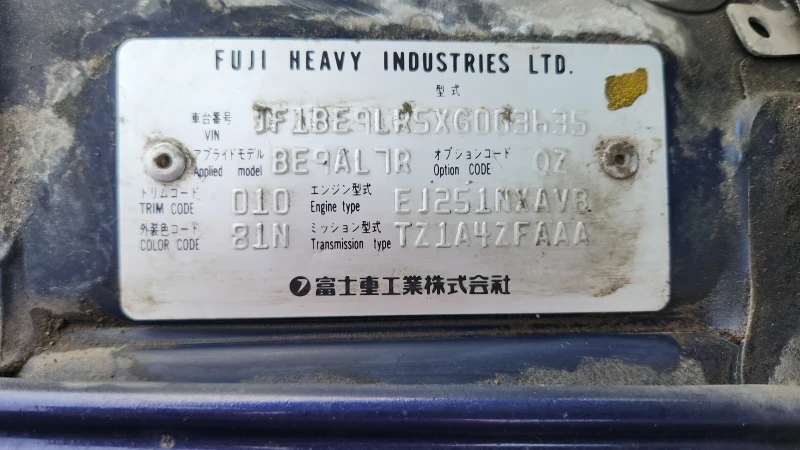 FUJI HEAVY INDUSTRIES LTD.
型式
車台番号 VIN JF1BE9LR5XG003635
アプライドモデル Applied model BE9AL7R オプションコード Option CODE QZ
トリムコード TRIM CODE 010 エンジン型式 Engine type EJ251NXAVB
外装色コード COLOR CODE 81N ミッション型式 Transmission type TZ1A4ZFAAA
富士重工業株式会社